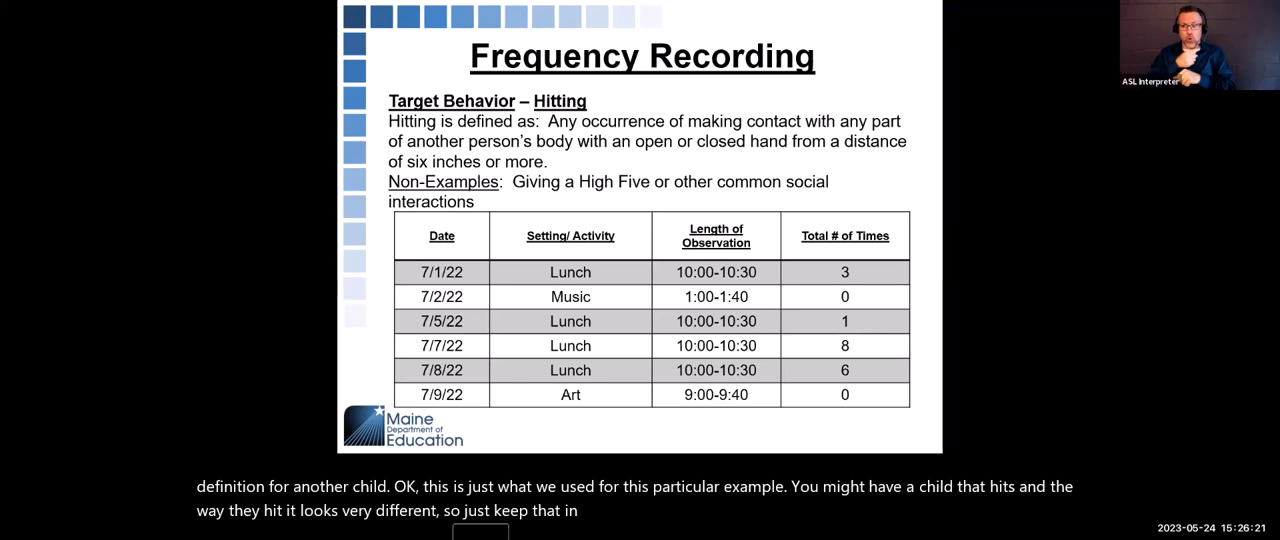 Frequency Recording
Target Behavior – Hitting
Hitting is defined as: Any occurrence of making contact with any part
of another person's body with an open or closed hand from a distance
of six inches or more.
Non-Examples: Giving a High Five or other common social
interactions
Date Setting/ Activity Length of Observation Total # of Times
7/1/22 Lunch 10:00-10:30 3
7/2/22 Music 1:00-1:40 0
7/5/22 Lunch 10:00-10:30 1
7/7/22 Lunch 10:00-10:30 8
7/8/22 Lunch 10:00-10:30 6
7/9/22 Art 9:00-9:40 0
Maine
Department of
Education
ASL Interpreter
definition for another child. OK, this is just what we used for this particular example. You might have a child that hits and the
way they hit it looks very different, so just keep that in
2023-05-24 15:26:21